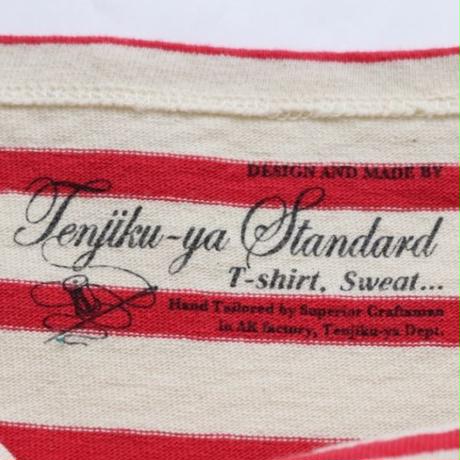 DESIGN AND MADE BY
Tenjiku-ya Standard
T-shirt, Sweat...
Hand Tailored by Superior Craftsman
in AK factory, Tenjiku-ya Dept.